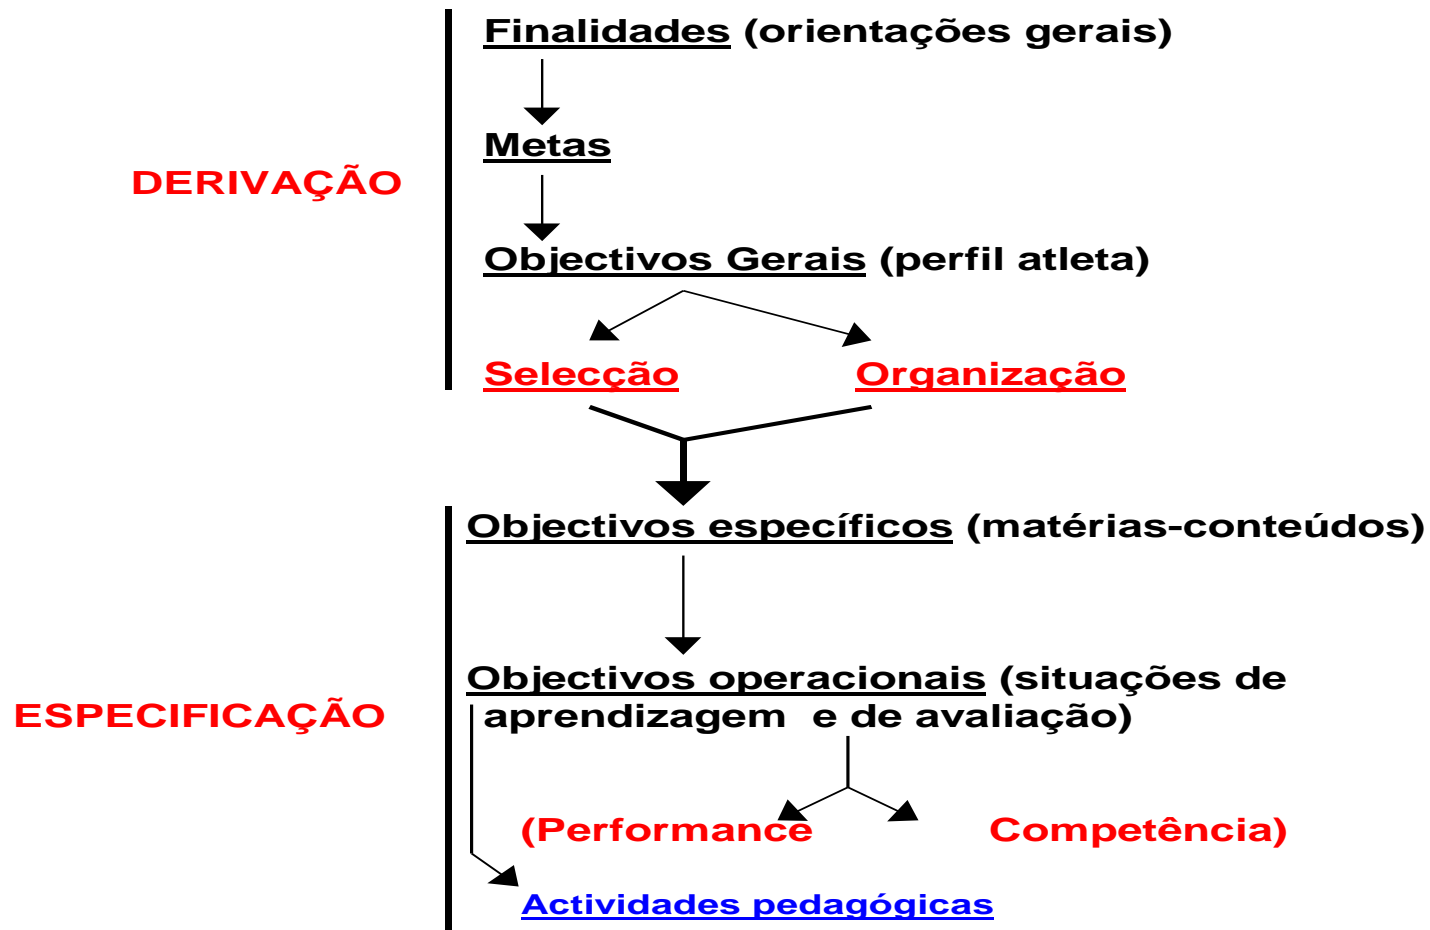 Finalidades (orientações gerais)
Metas
DERIVAÇÃO
Objectivos Gerais (perfil atleta)
Selecção Organização
Objectivos específicos (matérias-conteúdos)
Objectivos operacionais (situações de
ESPECIFICAÇÃO aprendizagem e de avaliação)
(Performance Competência)
Actividades pedagógicas